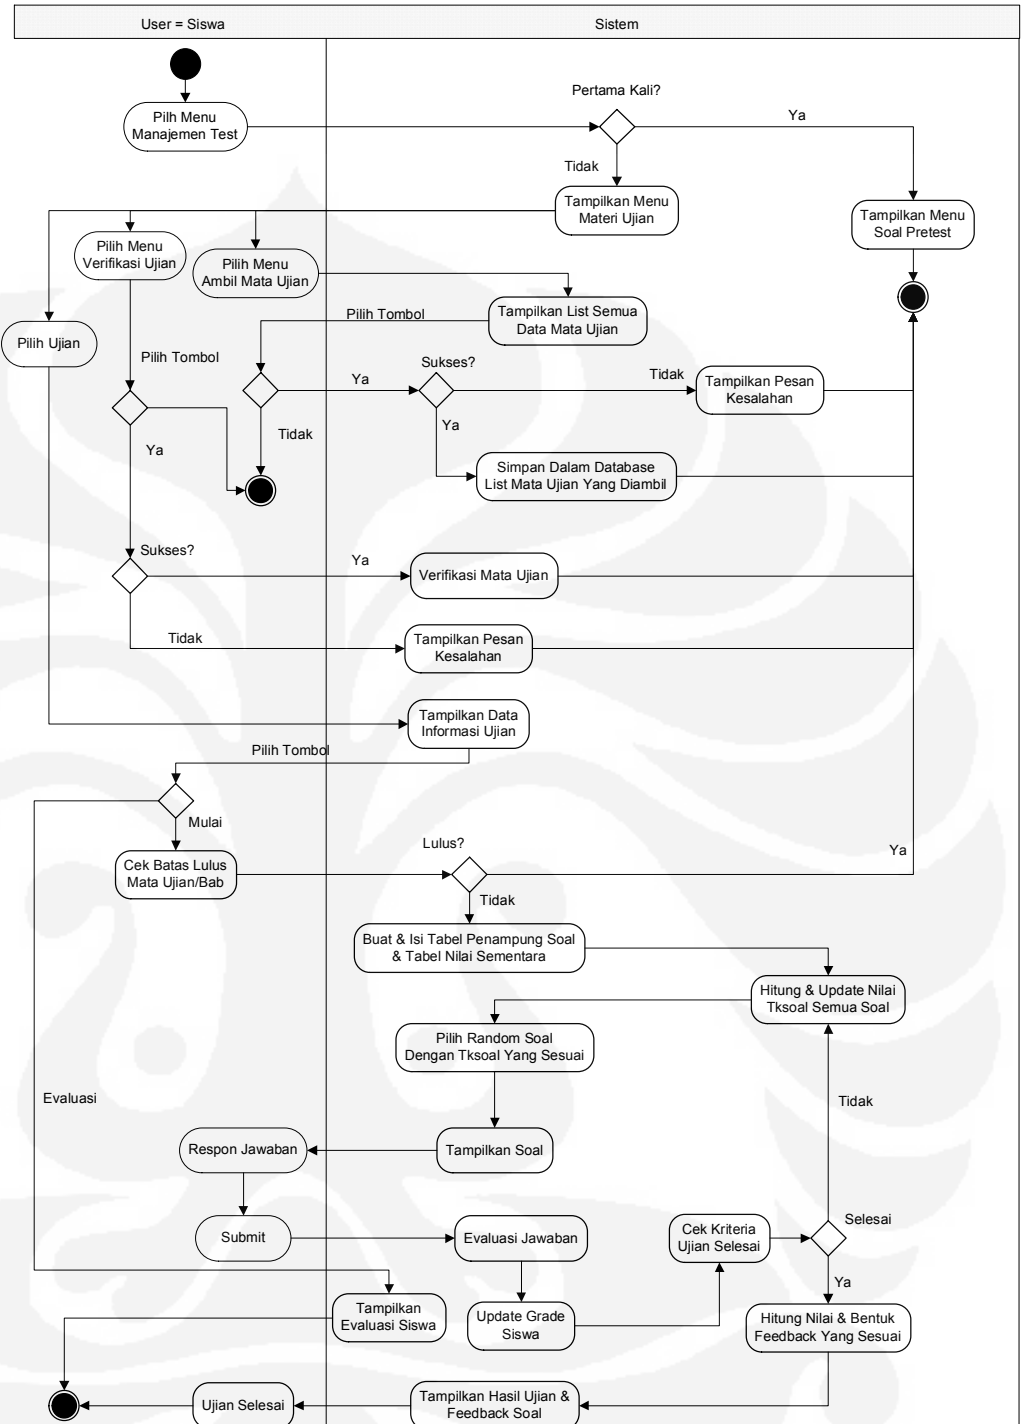 User = Siswa
Sistem
Pertama Kali?
Ya
Pilh Menu
Manajemen Test
Tidak
Tampilkan Menu
Materi Ujian
Tampilkan Menu
Soal Pretest
Pilih Menu
Verifikasi Ujian
Pilih Menu
Ambil Mata Ujian
Tampilkan List Semua
Data Mata Ujian
Pilih Tombol
Pilih Ujian
Pilih Tombol
Sukses?
Ya
Tidak
Tampilkan Pesan
Kesalahan
Ya
Tidak
Ya
Simpan Dalam Database
List Mata Ujian Yang Diambil
Sukses?
Ya
Verifikasi Mata Ujian
Tidak
Tampilkan Pesan
Kesalahan
Tampilkan Data
Informasi Ujian
Pilih Tombol
Mulai
Cek Batas Lulus
Mata Ujian/Bab
Lulus?
Ya
Tidak
Buat & Isi Tabel Penampung Soal
& Tabel Nilai Sementara
Hitung & Update Nilai
Tksoal Semua Soal
Pilih Random Soal
Dengan Tksoal Yang Sesuai
Evaluasi
Tidak
Respon Jawaban
Tampilkan Soal
Submit
Evaluasi Jawaban
Cek Kriteria
Ujian Selesai
Selesai
Ya
Tampilkan
Evaluasi Siswa
Update Grade
Siswa
Hitung Nilai & Bentuk
Feedback Yang Sesuai
Ujian Selesai
Tampilkan Hasil Ujian &
Feedback Soal